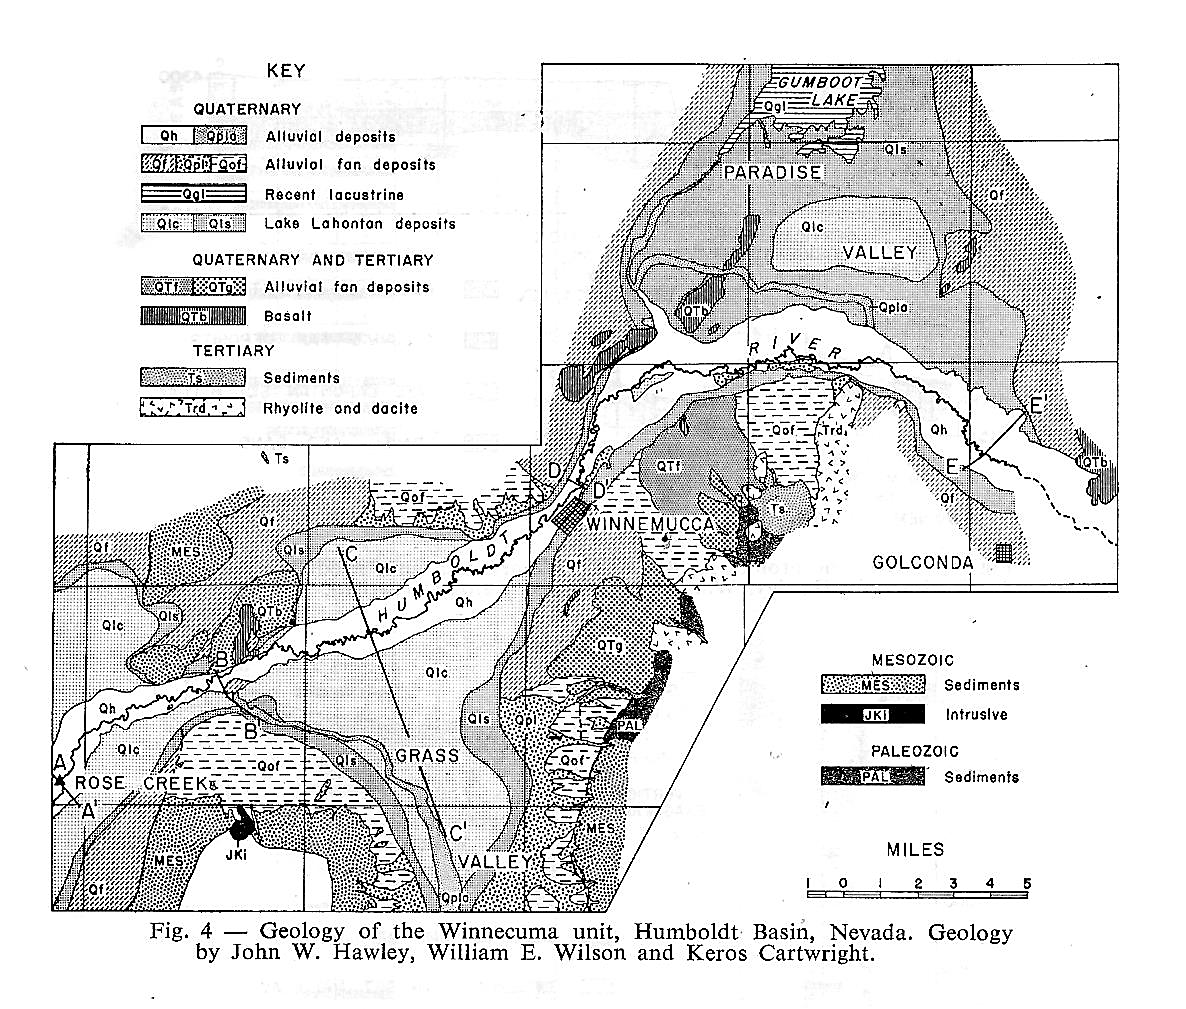 KEY
QUATERNARY
Qh Qpla Alluvial deposits
Qf Qpl Qof Alluvial fan deposits
Qgl Recent lacustrine
Qlc Qls Lake Lahontan deposits
QUATERNARY AND TERTIARY
QTf QTg Alluvial fan deposits
QTb Basalt
TERTIARY
Ts Sediments
Trd Rhyolite and dacite
GUMBOOT
LAKE
Qgl
Qls
PARADISE
Qf
Qlc
VALLEY
QTb
Qpla
RIVER
E'
Qof
Trd
Qh
E
QTb
QTf
Qf
Ts
WINNEMUCCA
GOLCONDA
Ts
D
D'
Qof
Qf
MES
Qf
Qls
C
Qlc
HUMBOLDT
Qh
Qf
Qlc
Qls
QTb
B
Qlc
QTg
Qh
Qls
Qpl
PAL
B'
Qlc
GRASS
A
ROSE CREEK
Qof
Qls
Qof
A'
C'
MES
JKi
MES
VALLEY
Qf
Qpla
MESOZOIC
MES Sediments
JKi Intrusive
PALEOZOIC
PAL Sediments
MILES
1 0 1 2 3 4 5
Fig. 4 — Geology of the Winnecuma unit, Humboldt Basin, Nevada. Geology
by John W. Hawley, William E. Wilson and Keros Cartwright.